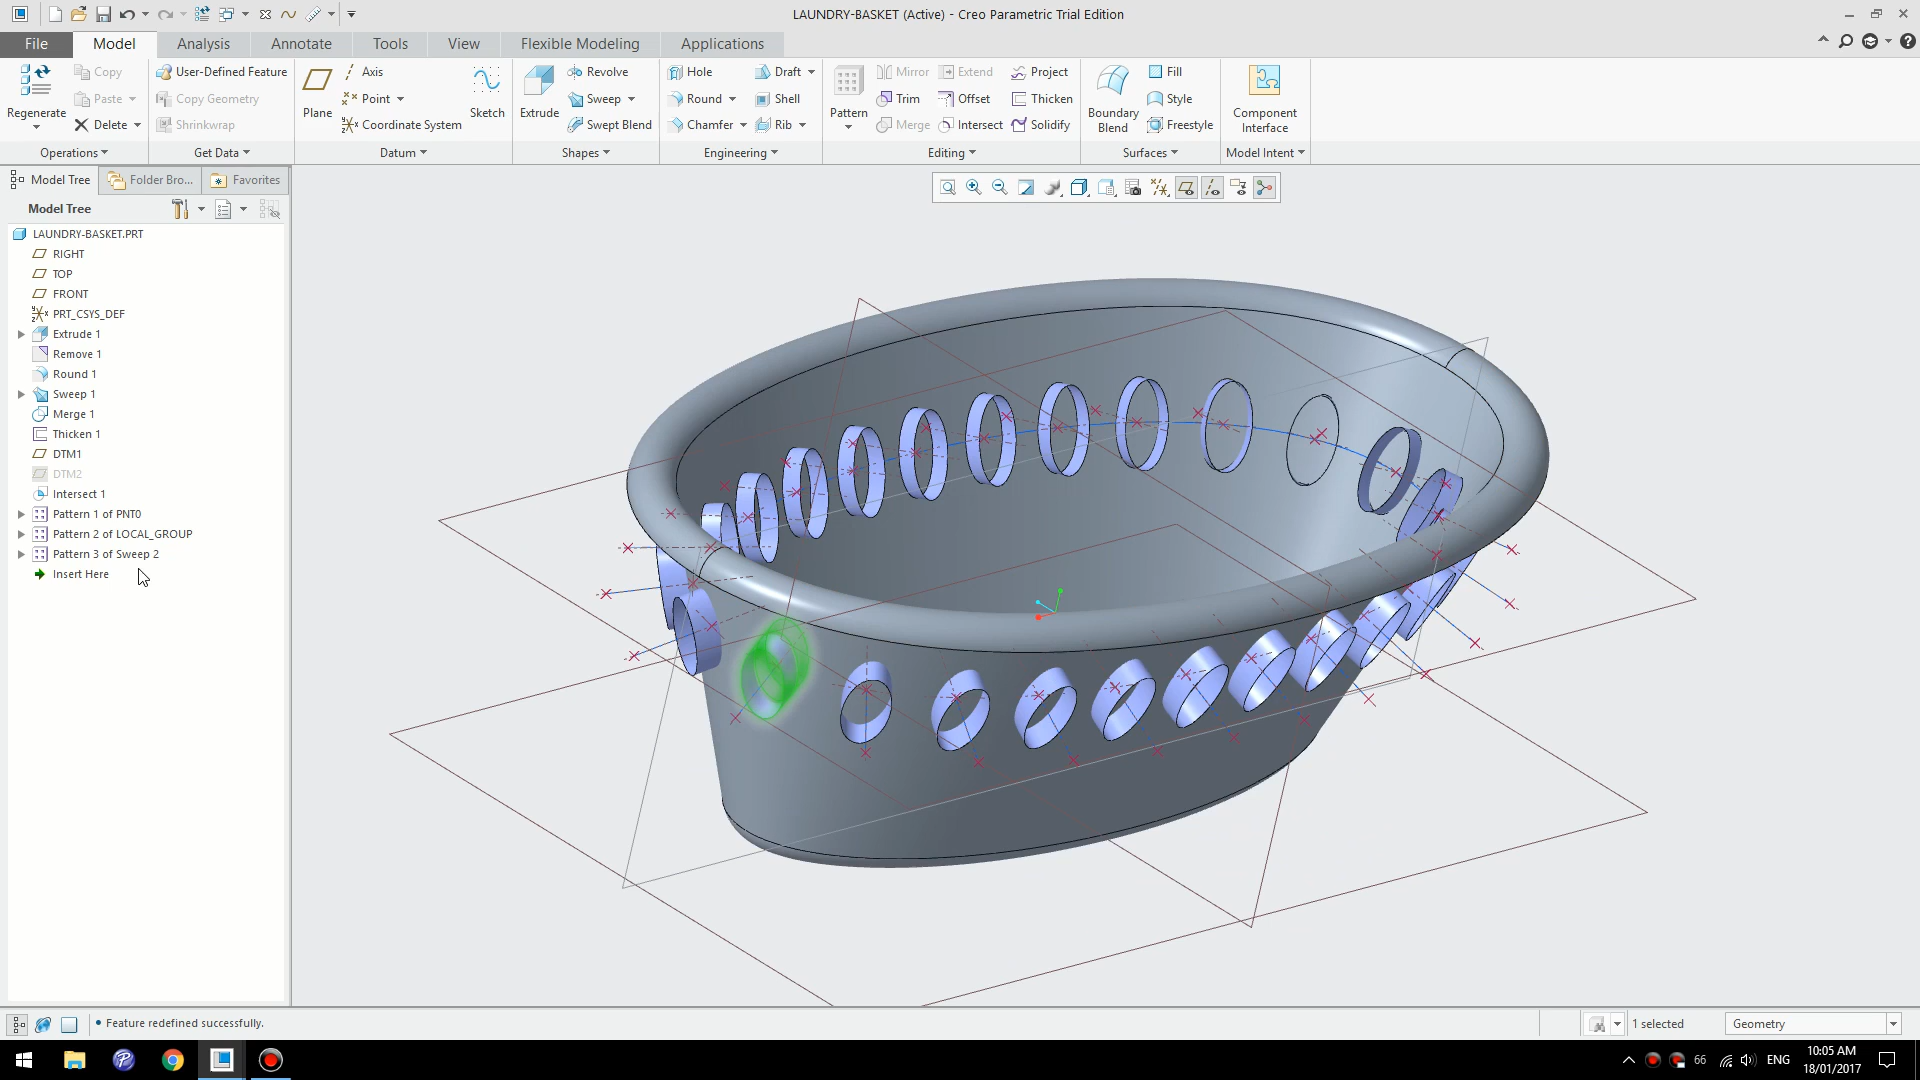 LAUNDRY-BASKET (Active) - Creo Parametric Trial Edition
File Model Analysis Annotate Tools View Flexible Modeling Applications
Regenerate
Copy
Paste
Delete
Operations
User-Defined Feature
Copy Geometry
Shrinkwrap
Get Data
Plane
Axis
Point
Coordinate System
Sketch
Datum
Extrude
Revolve
Sweep
Swept Blend
Shapes
Hole
Round
Chamfer
Draft
Shell
Rib
Engineering
Pattern
Mirror
Trim
Merge
Extend
Offset
Intersect
Project
Thicken
Solidify
Editing
Boundary
Blend
Fill
Style
Freestyle
Surfaces
Component
Interface
Model Intent
Model Tree Folder Bro... Favorites
Model Tree
LAUNDRY-BASKET.PRT
RIGHT
TOP
FRONT
PRT_CSYS_DEF
Extrude 1
Remove 1
Round 1
Sweep 1
Merge 1
Thicken 1
DTM1
DTM2
Intersect 1
Pattern 1 of PNT0
Pattern 2 of LOCAL_GROUP
Pattern 3 of Sweep 2
Insert Here
• Feature redefined successfully.
1 selected
Geometry
66
ENG
10:05 AM
18/01/2017